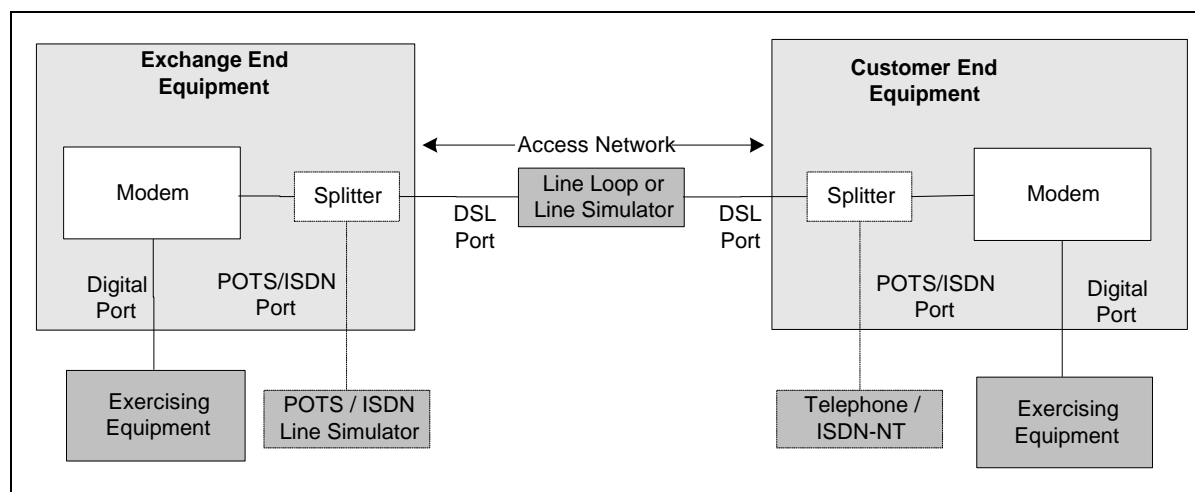 Exchange End
Equipment
Customer End
Equipment
Access Network
Modem
Splitter
Line Loop or
Line Simulator
Splitter
Modem
DSL
Port
DSL
Port
Digital
Port
POTS/ISDN
Port
POTS/ISDN
Port
Digital
Port
Exercising
Equipment
POTS / ISDN
Line Simulator
Telephone /
ISDN-NT
Exercising
Equipment